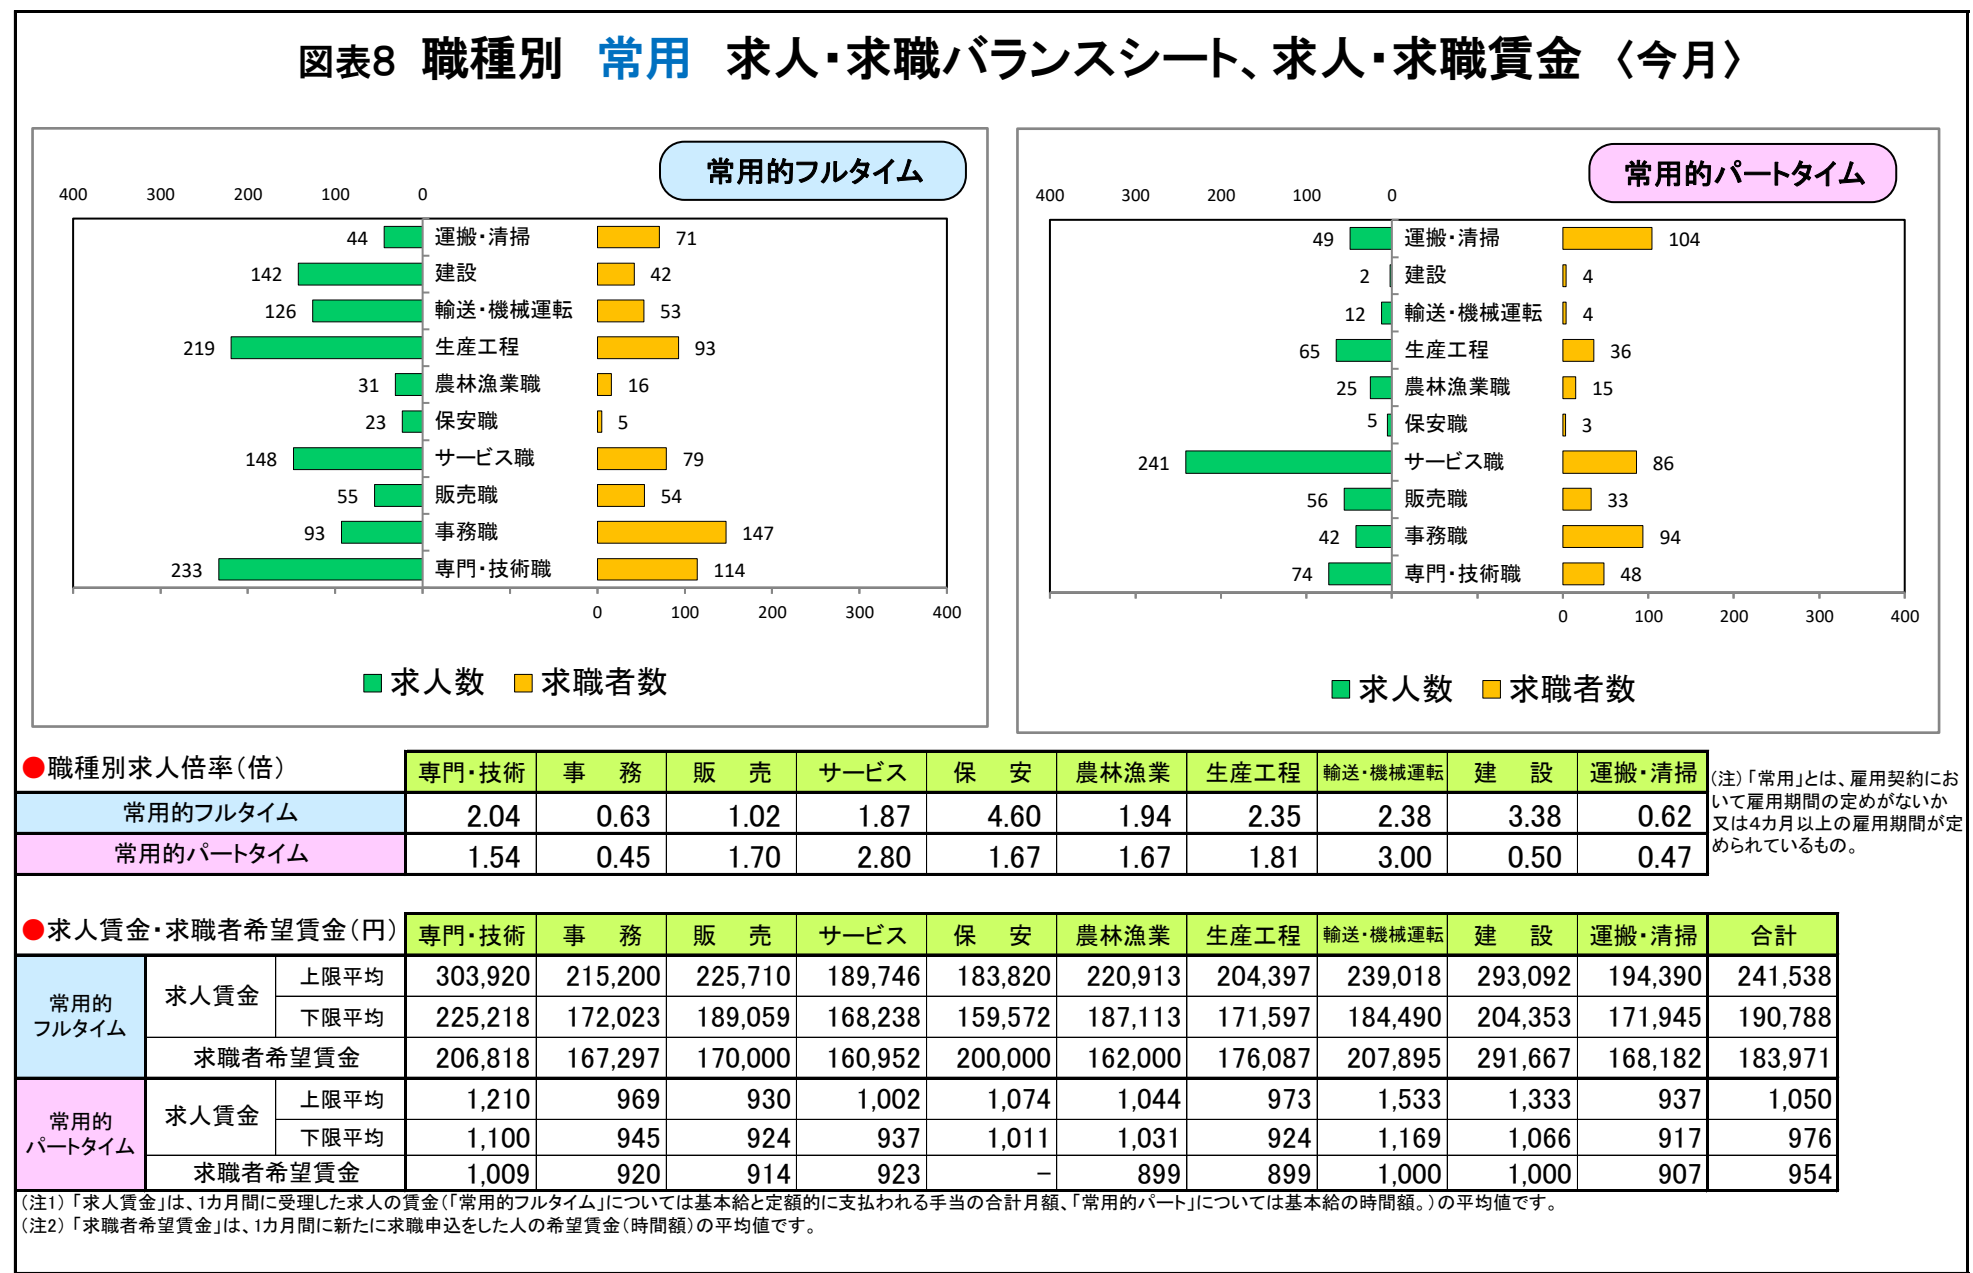 図表8 職種別 常用 求人・求職バランスシート、求人・求職賃金 〈今月〉
常用的フルタイム
400 300 200 100 0
44 運搬・清掃 71
142 建設 42
126 輸送・機械運転 53
219 生産工程 93
31 農林漁業職 16
23 保安職 5
148 サービス職 79
55 販売職 54
93 事務職 147
233 専門・技術職 114
0 100 200 300 400
求人数 求職者数
常用的パートタイム
400 300 200 100 0
49 運搬・清掃 104
2 建設 4
12 輸送・機械運転 4
65 生産工程 36
25 農林漁業職 15
5 保安職 3
241 サービス職 86
56 販売職 33
42 事務職 94
74 専門・技術職 48
0 100 200 300 400
求人数 求職者数
●職種別求人倍率(倍) 専門・技術 事 務 販 売 サービス 保 安 農林漁業 生産工程 輸送・機械運転 建 設 運搬・清掃
常用的フルタイム 2.04 0.63 1.02 1.87 4.60 1.94 2.35 2.38 3.38 0.62
常用的パートタイム 1.54 0.45 1.70 2.80 1.67 1.67 1.81 3.00 0.50 0.47
(注)「常用」とは、雇用契約にお
いて雇用期間の定めがないか
又は4カ月以上の雇用期間が定
められているもの。
●求人賃金・求職者希望賃金(円) 専門・技術 事 務 販 売 サービス 保 安 農林漁業 生産工程 輸送・機械運転 建 設 運搬・清掃 合計
常用的
フルタイム
求人賃金
上限平均 303,920 215,200 225,710 189,746 183,820 220,913 204,397 239,018 293,092 194,390 241,538
下限平均 225,218 172,023 189,059 168,238 159,572 187,113 171,597 184,490 204,353 171,945 190,788
求職者希望賃金 206,818 167,297 170,000 160,952 200,000 162,000 176,087 207,895 291,667 168,182 183,971
常用的
パートタイム
求人賃金
上限平均 1,210 969 930 1,002 1,074 1,044 973 1,533 1,333 937 1,050
下限平均 1,100 945 924 937 1,011 1,031 924 1,169 1,066 917 976
求職者希望賃金 1,009 920 914 923 － 899 899 1,000 1,000 907 954
(注1)「求人賃金」は、1カ月間に受理した求人の賃金(「常用的フルタイム」については基本給と定額的に支払われる手当の合計月額、「常用的パート」については基本給の時間額。)の平均値です。
(注2)「求職者希望賃金」は、1カ月間に新たに求職申込をした人の希望賃金(時間額)の平均値です。